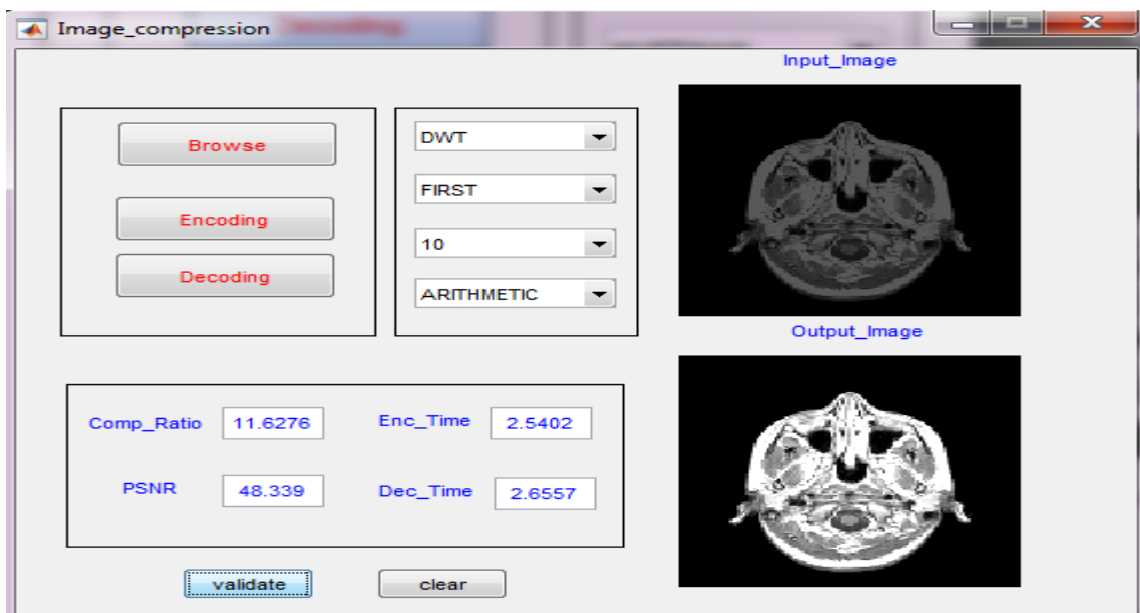 Image_compression
Browse
Encoding
Decoding
DWT
FIRST
10
ARITHMETIC
Input_Image
Output_Image
Comp_Ratio 11.6276 Enc_Time 2.5402
PSNR 48.339 Dec_Time 2.6557
validate clear